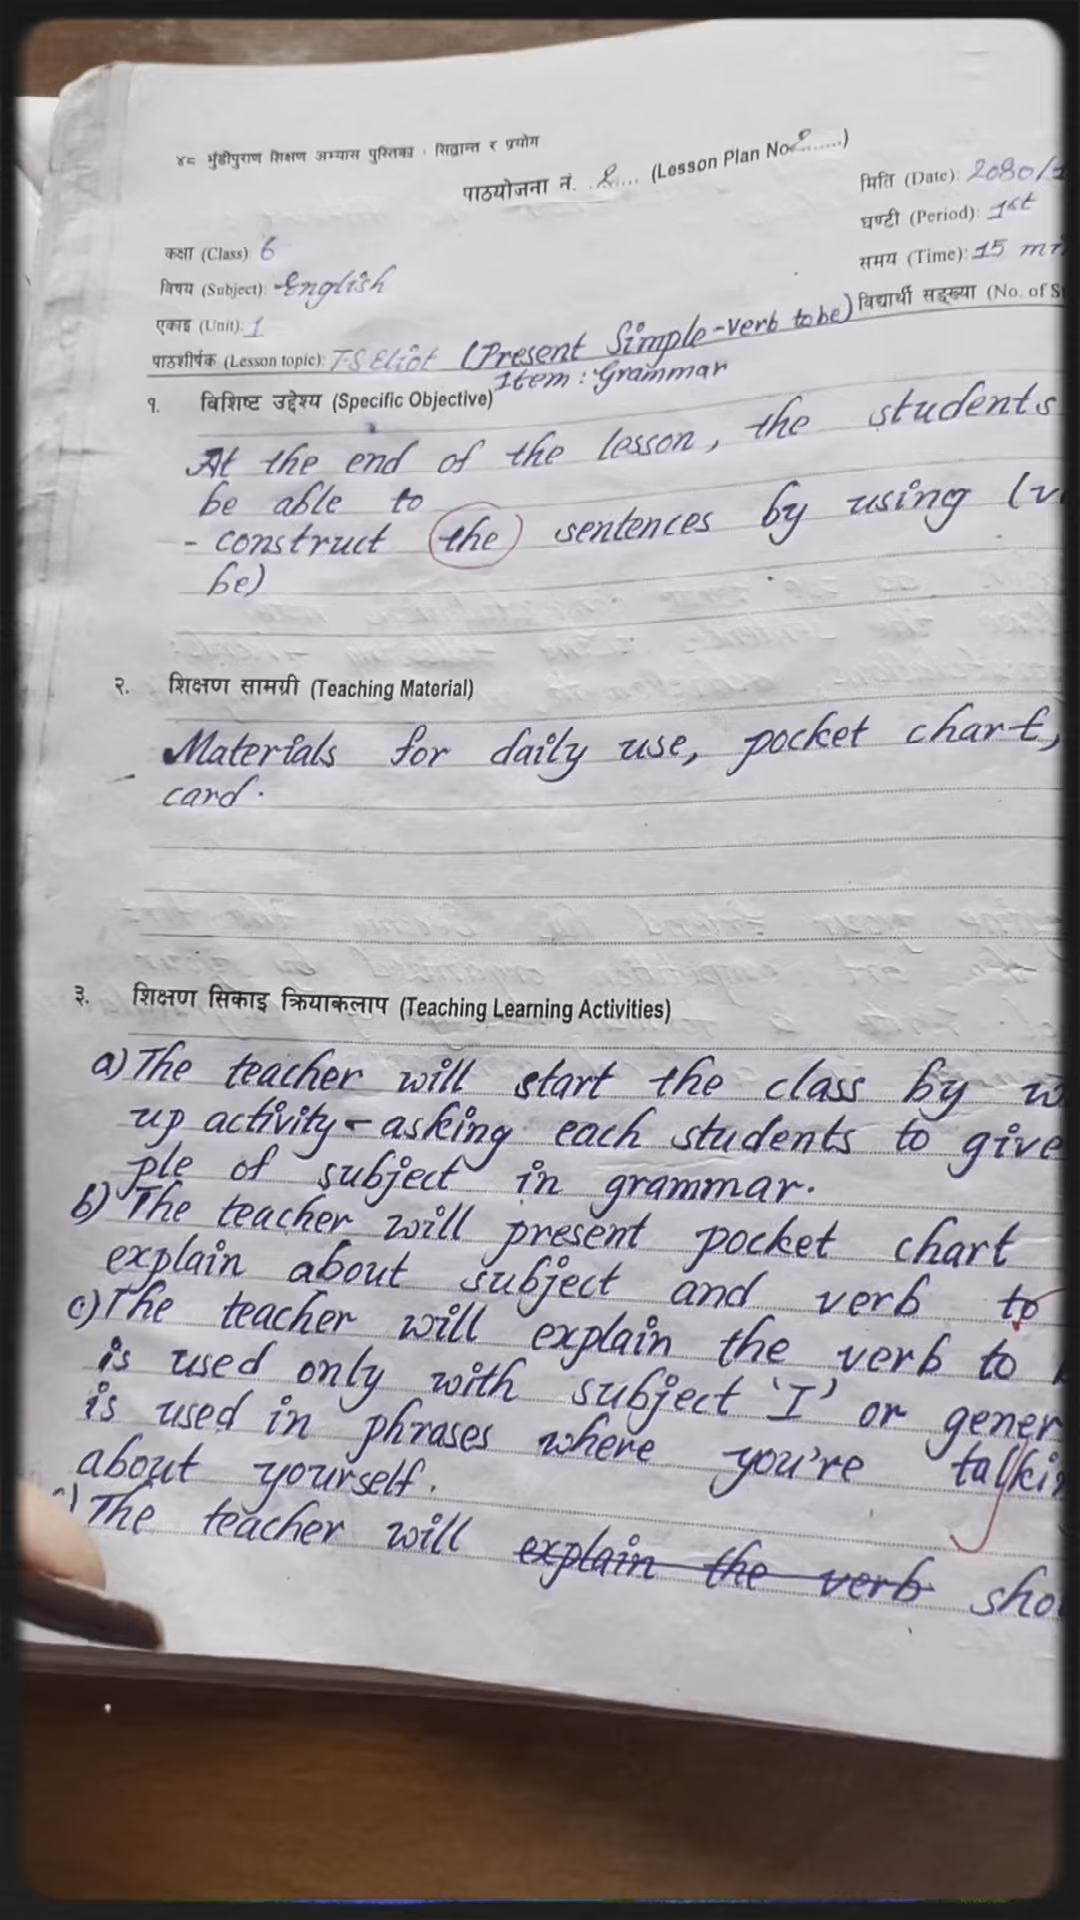 ४८ भुँडीपुराण शिक्षण अभ्यास पुस्तिका : सिद्धान्त र प्रयोग
पाठयोजना नं. 2 (Lesson Plan No 2)
मिति (Date): 2080/
घण्टी (Period): 1st
कक्षा (Class) 6
समय (Time): 15
विषय (Subject): English
विद्यार्थी सङ्ख्या (No. of
एकाइ (Unit): 1
पाठशीर्षक (Lesson topic): T-S Eliot (Present Simple-verb to be)
Item : Grammar
१. विशिष्ट उद्देश्य (Specific Objective)
At the end of the lesson, the students
be able to
- construct the sentences by using
be)
२. शिक्षण सामग्री (Teaching Material)
Materials for daily use, pocket chart,
card.
३. शिक्षण सिकाइ क्रियाकलाप (Teaching Learning Activities)
a) The teacher will start the class by
up activity - asking each students to give
ple of subject in grammar.
b) The teacher will present pocket chart
explain about subject and verb to
c) The teacher will explain the verb to
is used only with subject 'I' or gener
is used in phrases where you're talki
about yourself.
The teacher will explain the verb sho